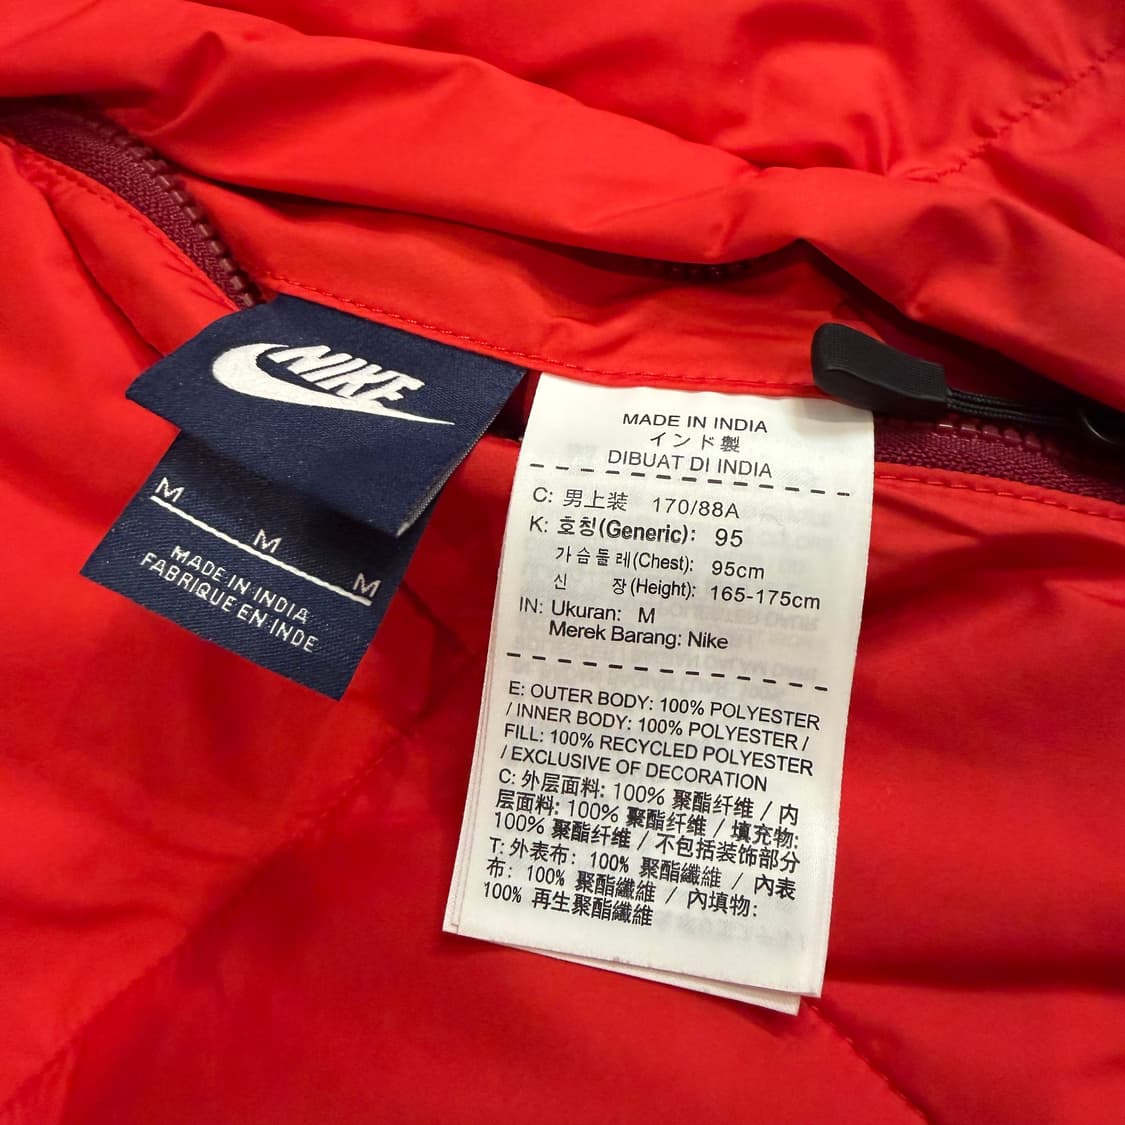 NIKE
M
M
M
MADE IN INDIA
FABRIQUE EN INDE
MADE IN INDIA
インド製
DIBUAT DI INDIA
C: 男上装 170/88A
K: 호칭(Generic): 95
가슴둘레(Chest): 95cm
신 장(Height): 165-175cm
IN: Ukuran: M
Merek Barang: Nike
E: OUTER BODY: 100% POLYESTER
/ INNER BODY: 100% POLYESTER /
FILL: 100% RECYCLED POLYESTER
/ EXCLUSIVE OF DECORATION
C: 外层面料: 100% 聚酯纤维 / 内
层面料: 100% 聚酯纤维 / 填充物:
100% 聚酯纤维 / 不包括装饰部分
T: 外表布: 100% 聚酯纖維 / 內表
布: 100% 聚酯纖維 / 內填物:
100% 再生聚酯纖維